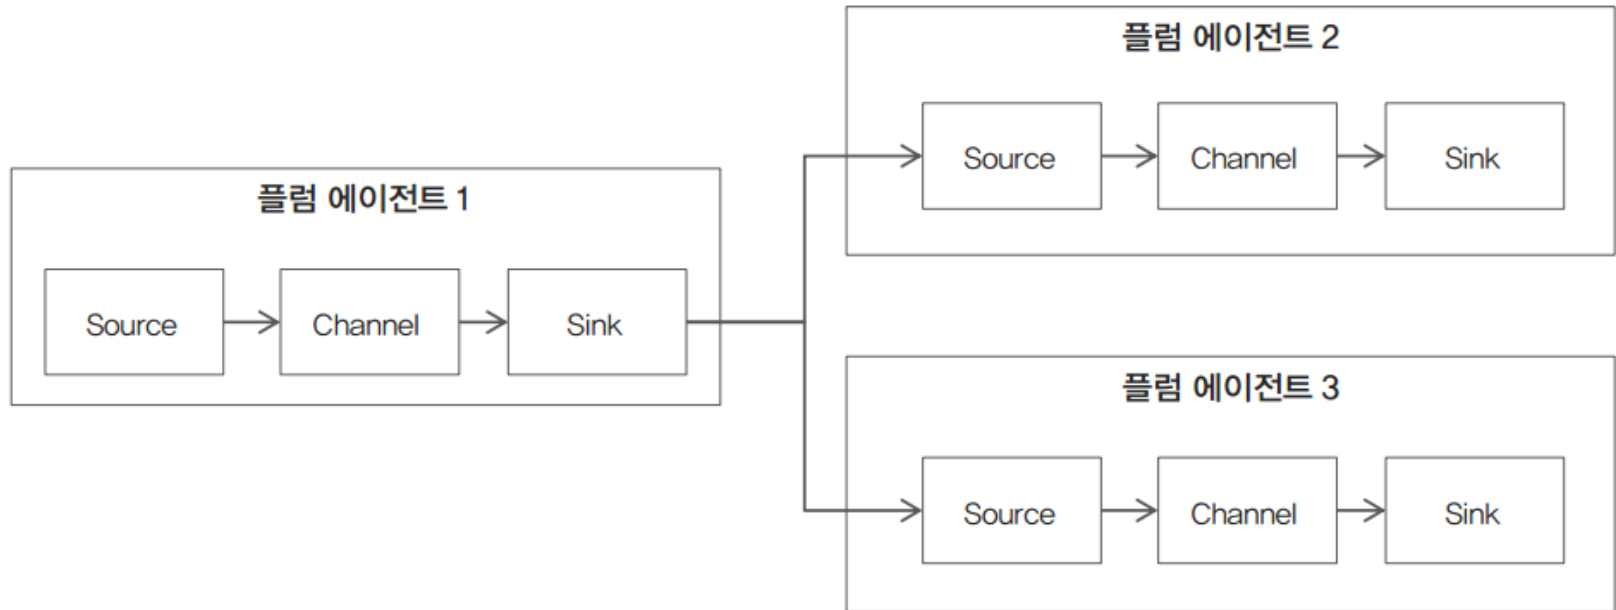 플럼 에이전트 1
Source
Channel
Sink
플럼 에이전트 2
Source
Channel
Sink
플럼 에이전트 3
Source
Channel
Sink